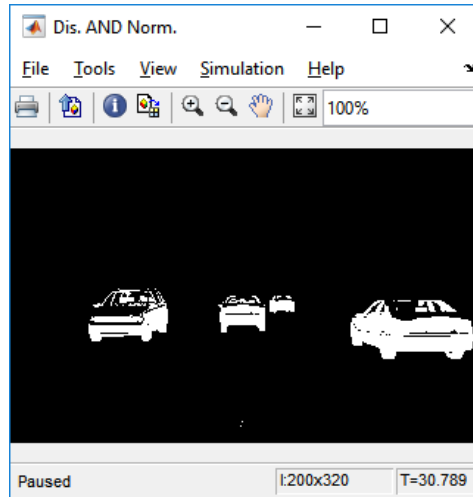 Dis. AND Norm.
File Tools View Simulation Help
100%
Paused I:200x320 T=30.789